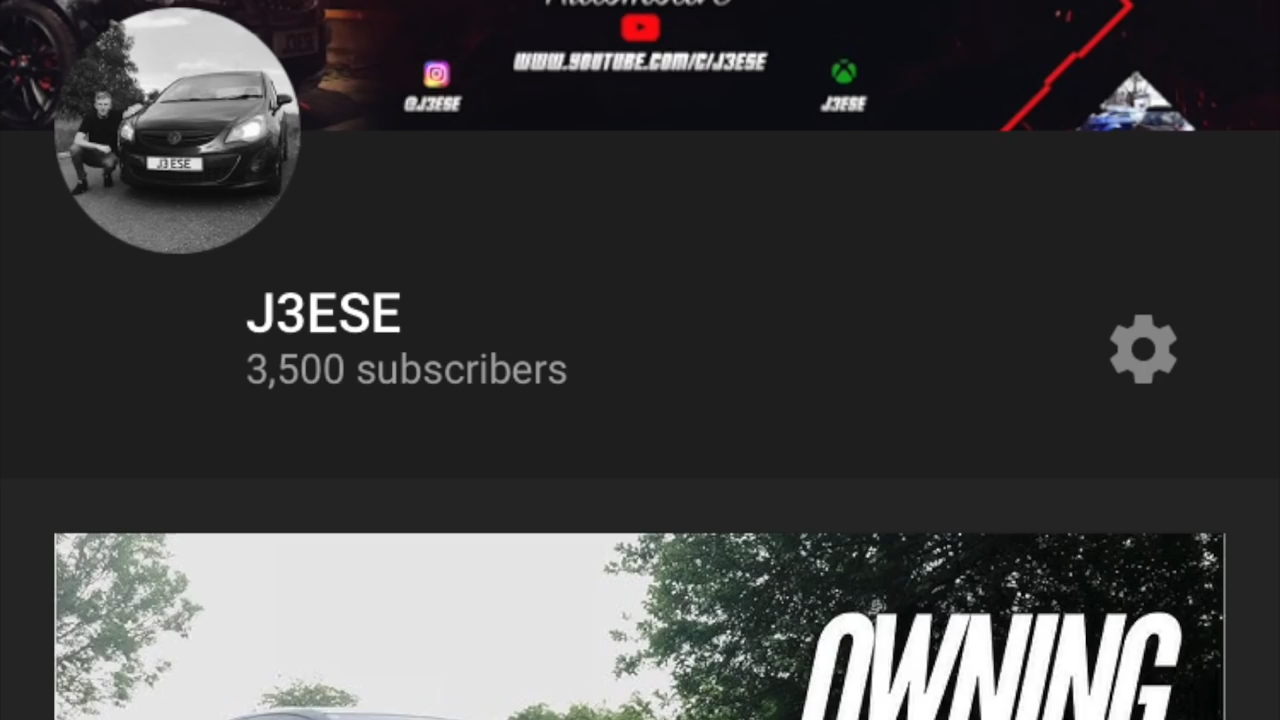 WWW.YOUTUBE.COM/C/J3ESE
@J3ESE
J3ESE
J3 ESE
J3ESE
3,500 subscribers
OWNING